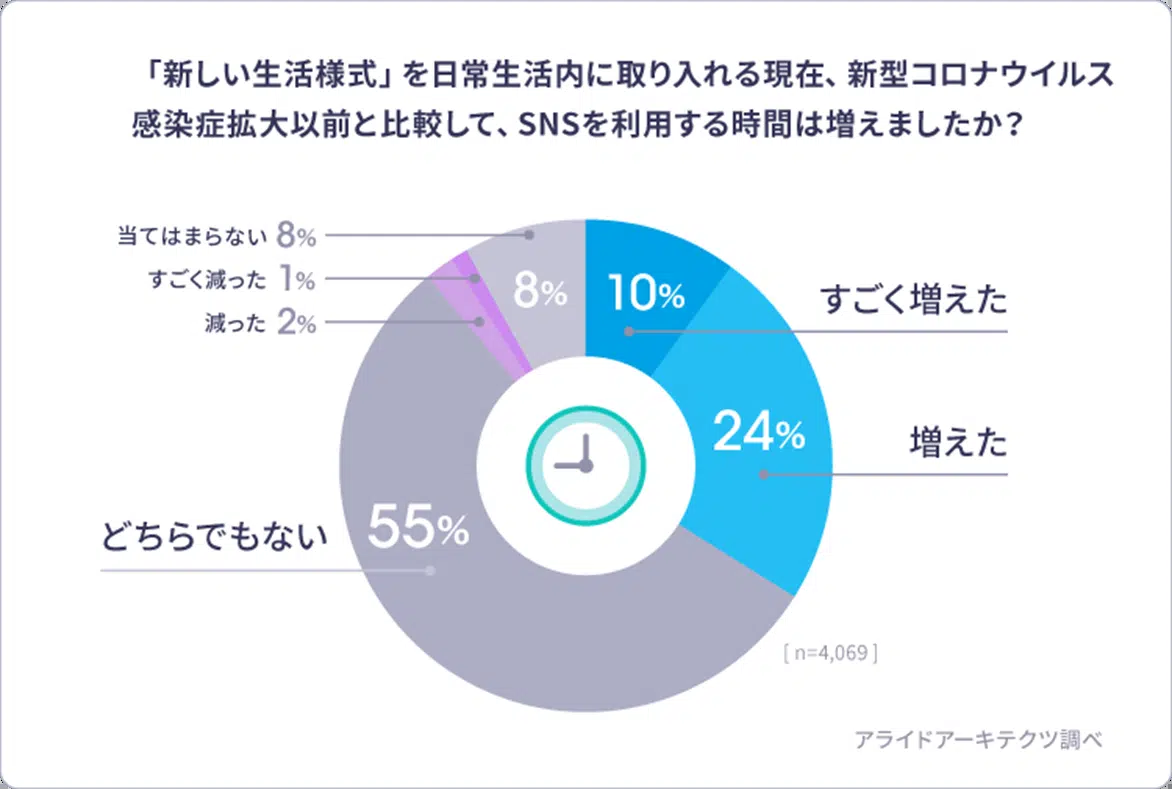 「新しい生活様式」を日常生活内に取り入れる現在、新型コロナウイルス
感染症拡大以前と比較して、SNSを利用する時間は増えましたか？
当てはまらない 8%
すごく減った 1%
減った 2%
8%
10%
すごく増えた
24%
増えた
どちらでもない
55%
[ n=4,069 ]
アライドアーキテクツ調べ